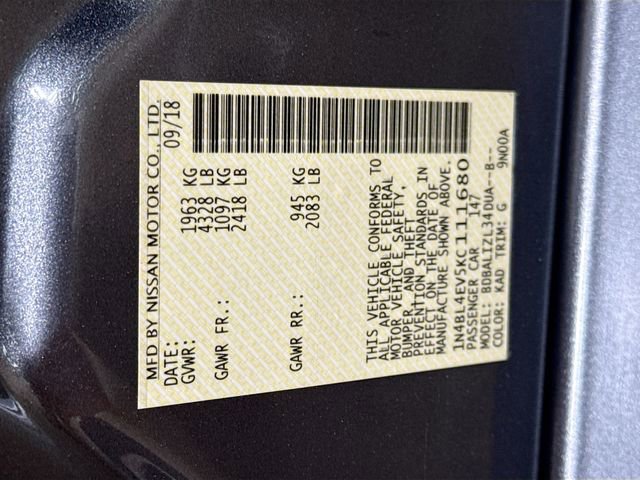 MFD BY NISSAN MOTOR CO., LTD.
DATE: 09/18
GVWR: 1963 KG
4328 LB
GAWR FR.: 1097 KG
2418 LB
GAWR RR.: 945 KG
2083 LB
THIS VEHICLE CONFORMS TO
ALL APPLICABLE FEDERAL
MOTOR VEHICLE SAFETY,
BUMPER, AND THEFT
PREVENTION STANDARDS IN
EFFECT ON THE DATE OF
MANUFACTURE SHOWN ABOVE.
1N4BL4EV5KC111680
PASSENGER CAR 147
MODEL: BDBALIZL34DUA--B--
COLOR: KAD TRIM: G 9N00A